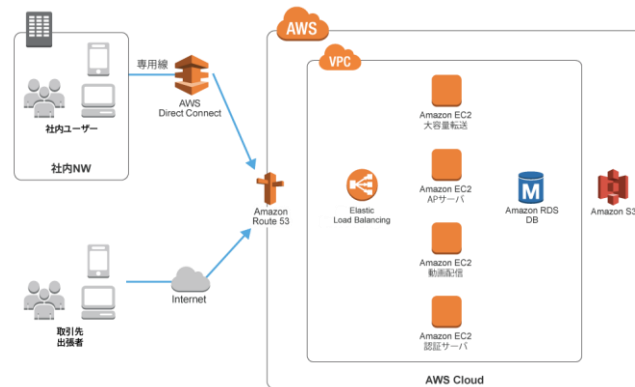 AWS
VPC
専用線
AWS
Direct Connect
社内ユーザー
社内NW
Amazon EC2
大容量転送
Amazon
Route 53
Elastic
Load Balancing
Amazon EC2
APサーバ
M
Amazon RDS
DB
Amazon S3
Amazon EC2
動画配信
Internet
取引先
出張者
Amazon EC2
認証サーバ
AWS Cloud